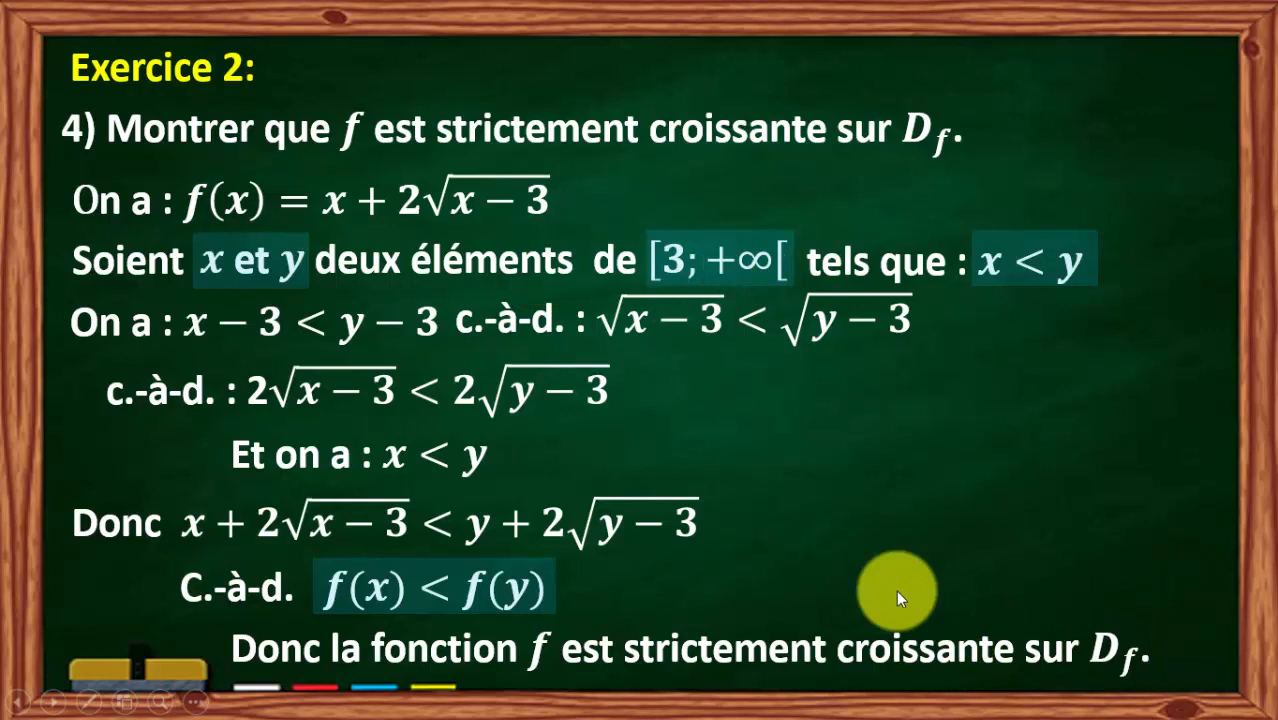 Exercice 2:
4) Montrer que f est strictement croissante sur D_f.
On a : f(x) = x + 2√(x − 3)
Soient x et y deux éléments de [3; +∞[ tels que : x < y
On a : x − 3 < y − 3 c.-à-d. : √(x − 3) < √(y − 3)
c.-à-d. : 2√(x − 3) < 2√(y − 3)
Et on a : x < y
Donc x + 2√(x − 3) < y + 2√(y − 3)
C.-à-d. f(x) < f(y)
Donc la fonction f est strictement croissante sur D_f.